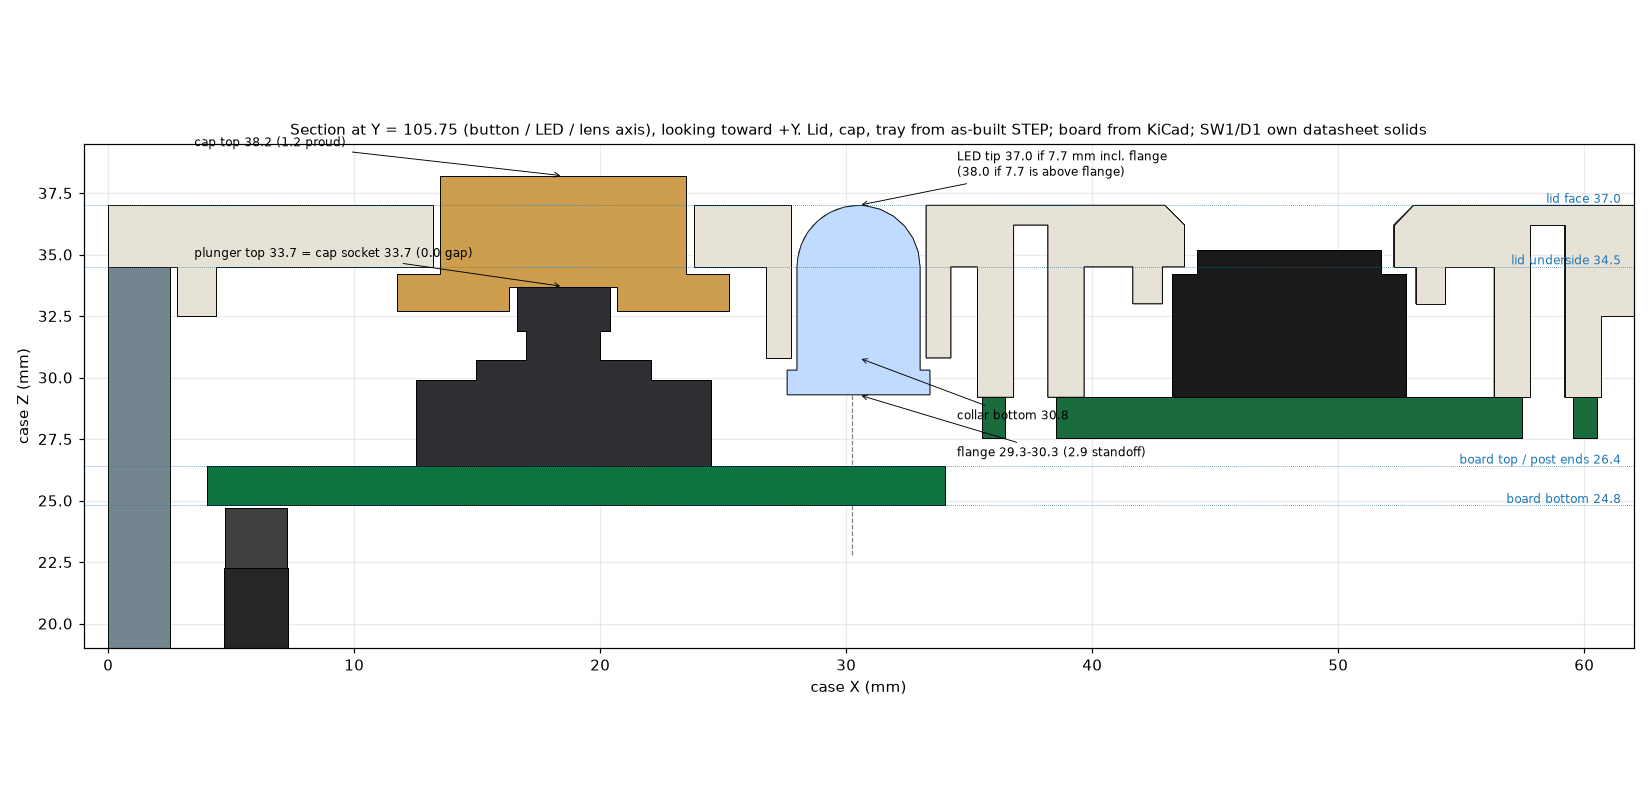 Section at Y = 105.75 (button / LED / lens axis), looking toward +Y. Lid, cap, tray from as-built STEP; board from KiCad; SW1/D1 own datasheet solids
cap top 38.2 (1.2 proud)
LED tip 37.0 if 7.7 mm incl. flange
(38.0 if 7.7 is above flange)
lid face 37.0
plunger top 33.7 = cap socket 33.7 (0.0 gap)
lid underside 34.5
collar bottom 30.8
flange 29.3-30.3 (2.9 standoff)
board top / post ends 26.4
board bottom 24.8
case Z (mm)
37.5
35.0
32.5
30.0
27.5
25.0
22.5
20.0
0 10 20 30 40 50 60
case X (mm)